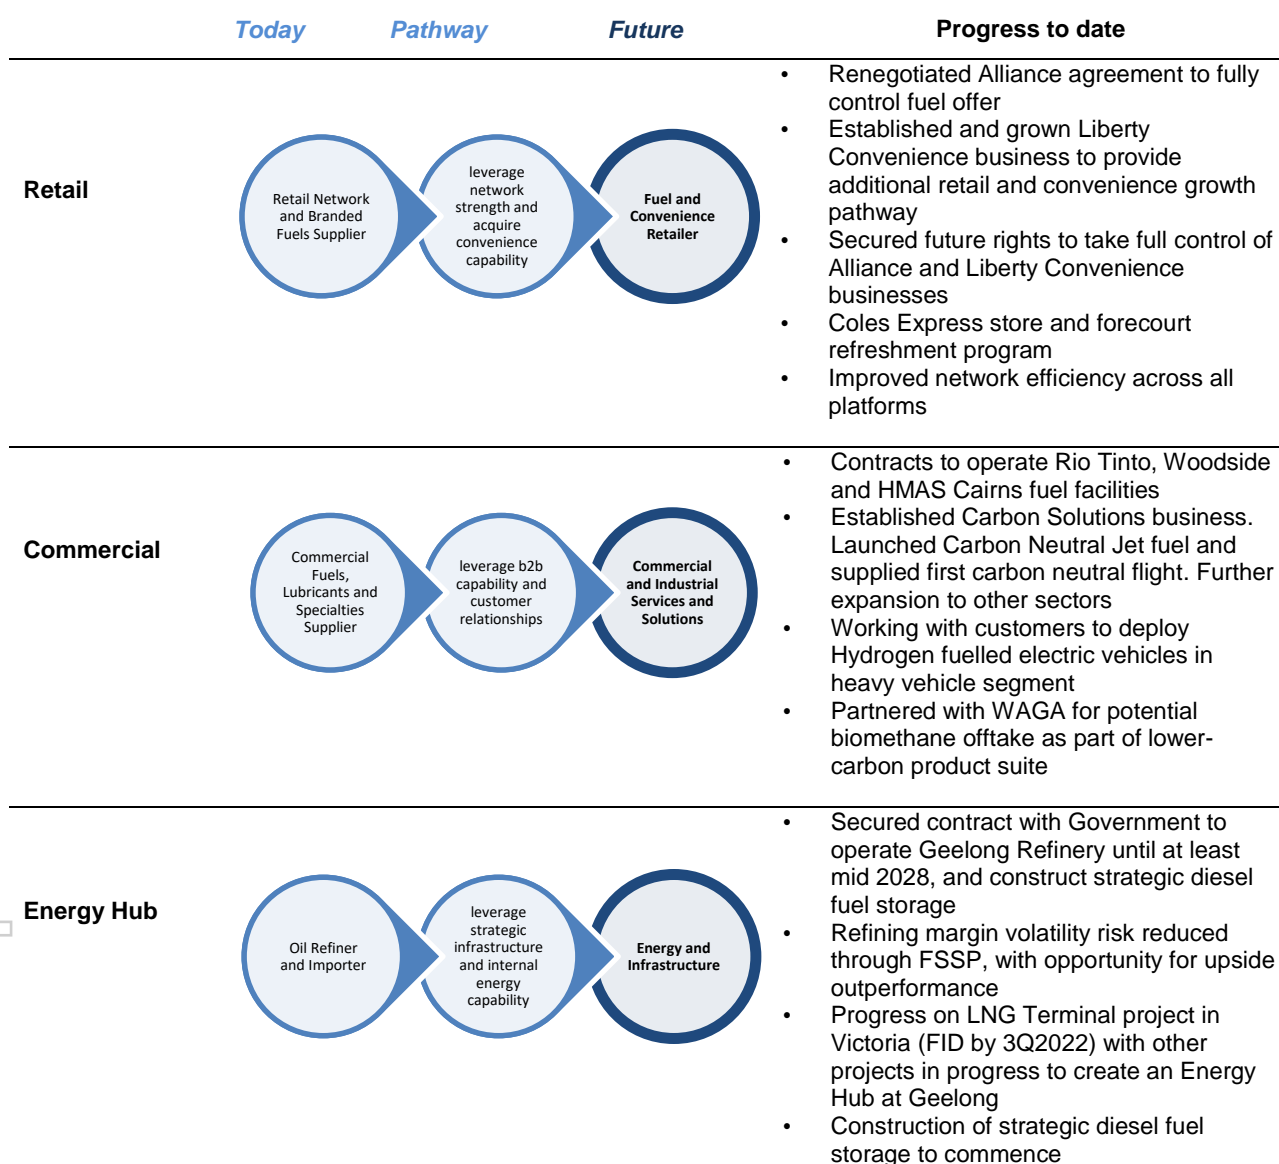 Today Pathway Future Progress to date
Retail
Retail Network
and Branded
Fuels Supplier
leverage
network
strength and
acquire
convenience
capability
Fuel and
Convenience
Retailer
• Renegotiated Alliance agreement to fully
control fuel offer
• Established and grown Liberty
Convenience business to provide
additional retail and convenience growth
pathway
• Secured future rights to take full control of
Alliance and Liberty Convenience
businesses
• Coles Express store and forecourt
refreshment program
• Improved network efficiency across all
platforms
Commercial
Commercial
Fuels,
Lubricants and
Specialties
Supplier
leverage b2b
capability and
customer
relationships
Commercial
and Industrial
Services and
Solutions
• Contracts to operate Rio Tinto, Woodside
and HMAS Cairns fuel facilities
• Established Carbon Solutions business.
Launched Carbon Neutral Jet fuel and
supplied first carbon neutral flight. Further
expansion to other sectors
• Working with customers to deploy
Hydrogen fuelled electric vehicles in
heavy vehicle segment
• Partnered with WAGA for potential
biomethane offtake as part of lower-
carbon product suite
Energy Hub
Oil Refiner
and Importer
leverage
strategic
infrastructure
and internal
energy
capability
Energy and
Infrastructure
• Secured contract with Government to
operate Geelong Refinery until at least
mid 2028, and construct strategic diesel
fuel storage
• Refining margin volatility risk reduced
through FSSP, with opportunity for upside
outperformance
• Progress on LNG Terminal project in
Victoria (FID by 3Q2022) with other
projects in progress to create an Energy
Hub at Geelong
• Construction of strategic diesel fuel
storage to commence